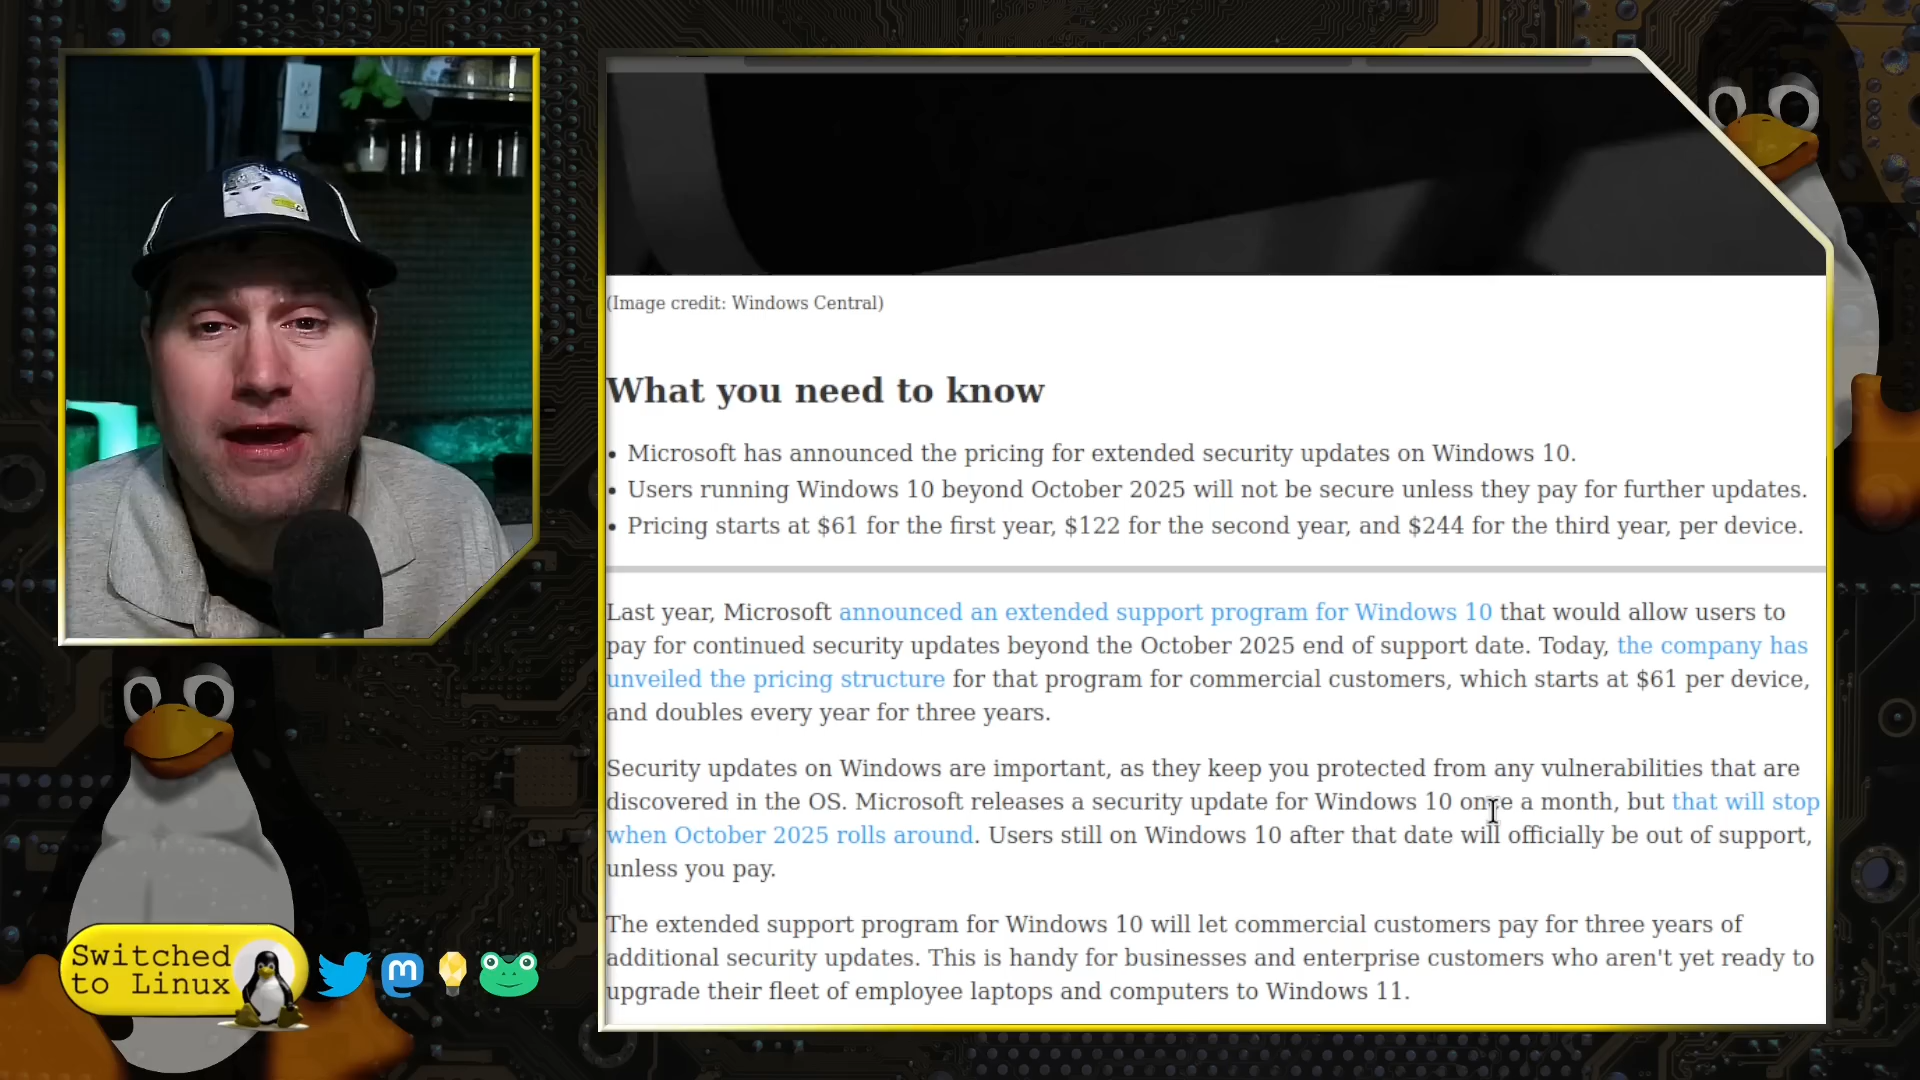 (Image credit: Windows Central)
What you need to know
• Microsoft has announced the pricing for extended security updates on Windows 10.
• Users running Windows 10 beyond October 2025 will not be secure unless they pay for further updates.
• Pricing starts at $61 for the first year, $122 for the second year, and $244 for the third year, per device.
Last year, Microsoft announced an extended support program for Windows 10 that would allow users to
pay for continued security updates beyond the October 2025 end of support date. Today, the company has
unveiled the pricing structure for that program for commercial customers, which starts at $61 per device,
and doubles every year for three years.
Security updates on Windows are important, as they keep you protected from any vulnerabilities that are
discovered in the OS. Microsoft releases a security update for Windows 10 once a month, but that will stop
when October 2025 rolls around. Users still on Windows 10 after that date will officially be out of support,
unless you pay.
The extended support program for Windows 10 will let commercial customers pay for three years of
additional security updates. This is handy for businesses and enterprise customers who aren't yet ready to
upgrade their fleet of employee laptops and computers to Windows 11.
Switched
to Linux